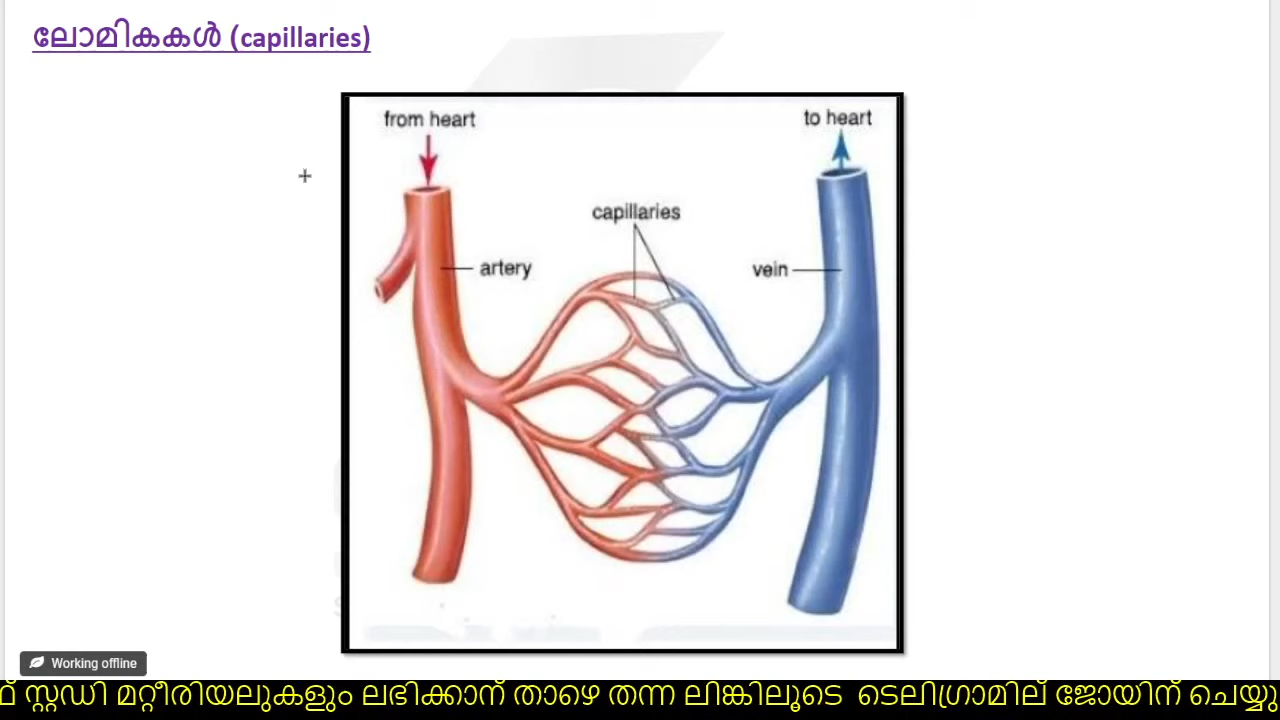 ലോമികകൾ (capillaries)
from heart
to heart
capillaries
artery
vein
Working offline
സ്റ്റഡി മറ്റീരിയലുകളും ലഭിക്കാന് താഴെ തന്ന ലിങ്കിലൂടെ ടെലിഗ്രാമില് ജോയിന് ചെയ്യു